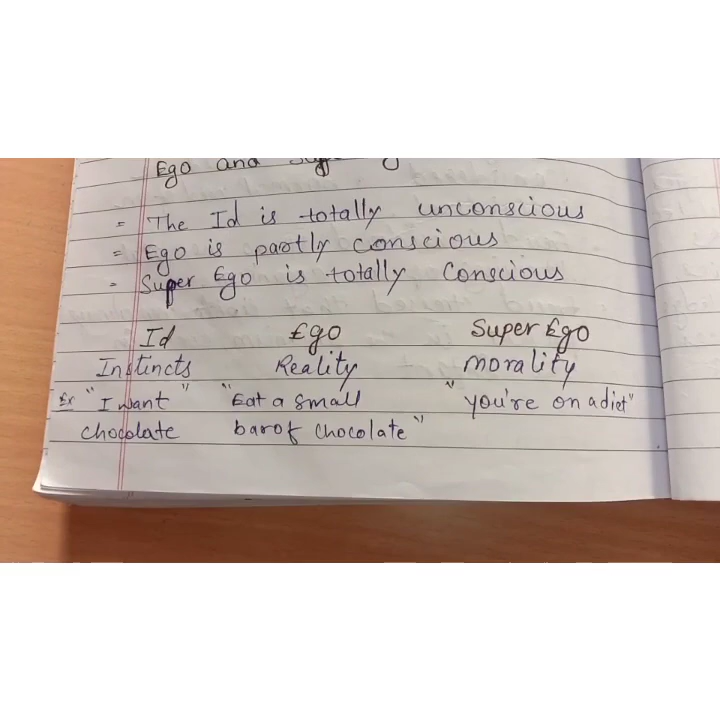 Ego and
= The Id is totally unconscious
= Ego is partly conscious
- Super Ego is totally Conscious
Id Ego Super Ego
Instincts Reality morality
Ex "I want" "Eat a small "you're on a diet"
chocolate bar of chocolate"